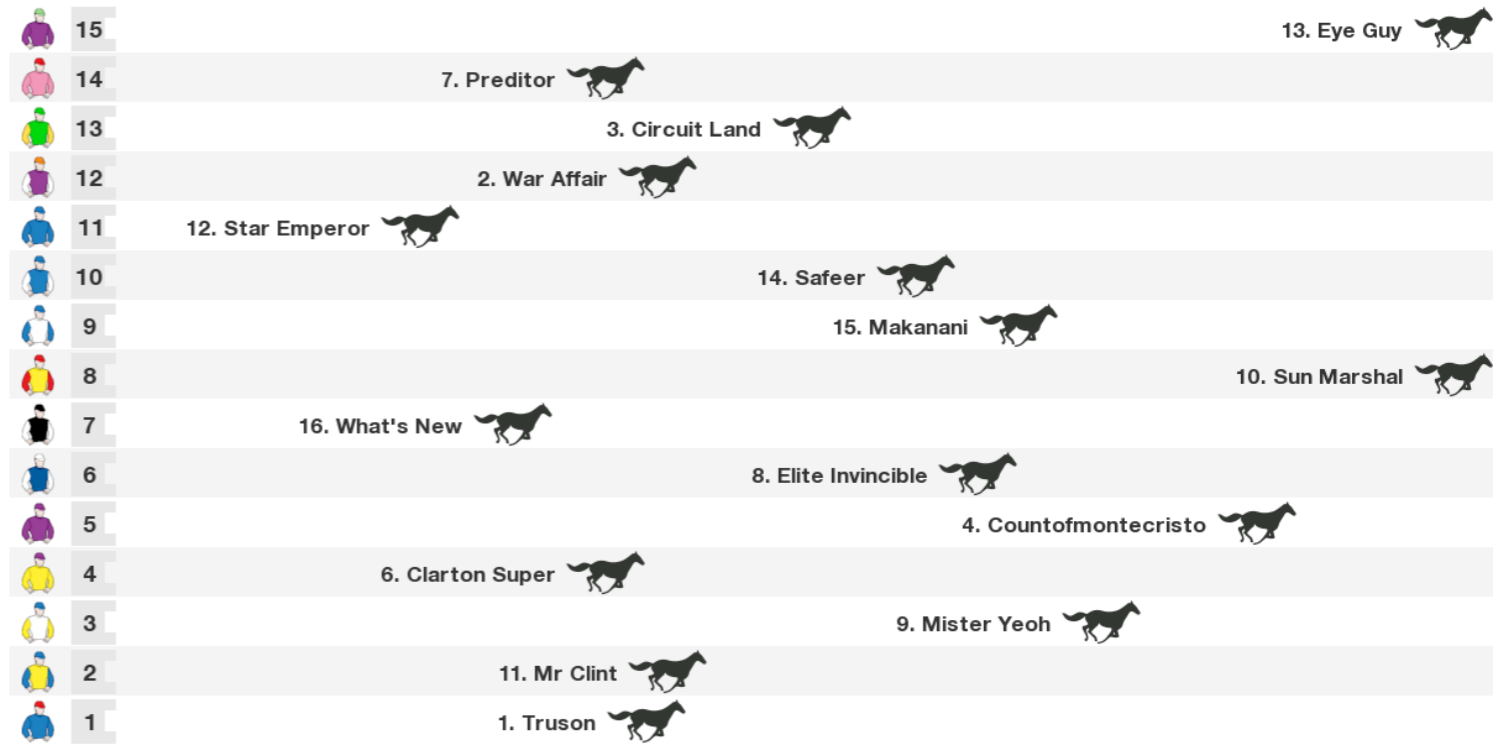 15 13. Eye Guy
14 7. Preditor
13 3. Circuit Land
12 2. War Affair
11 12. Star Emperor
10 14. Safeer
9 15. Makanani
8 10. Sun Marshal
7 16. What's New
6 8. Elite Invincible
5 4. Countofmontecristo
4 6. Clarton Super
3 9. Mister Yeoh
2 11. Mr Clint
1 1. Truson